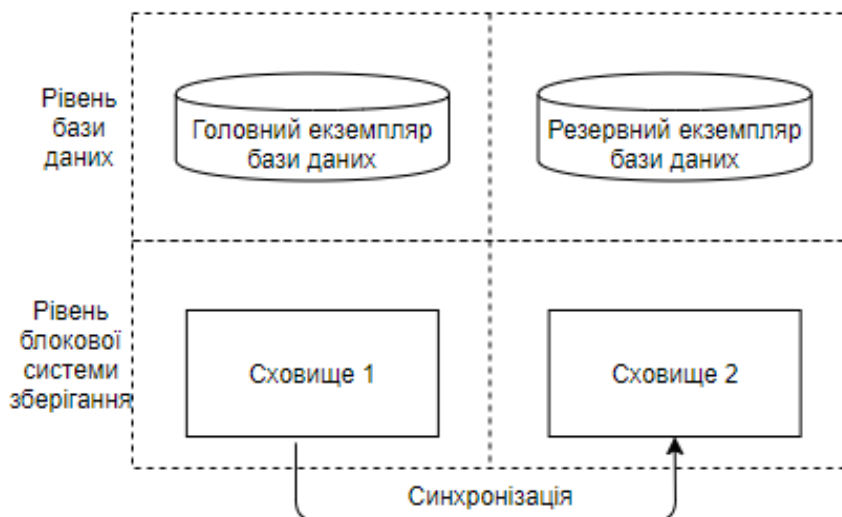 Рівень
бази
даних
Головний екземпляр
бази даних
Резервний екземпляр
бази даних
Рівень
блокової
системи
зберігання
Сховище 1
Сховище 2
Синхронізація